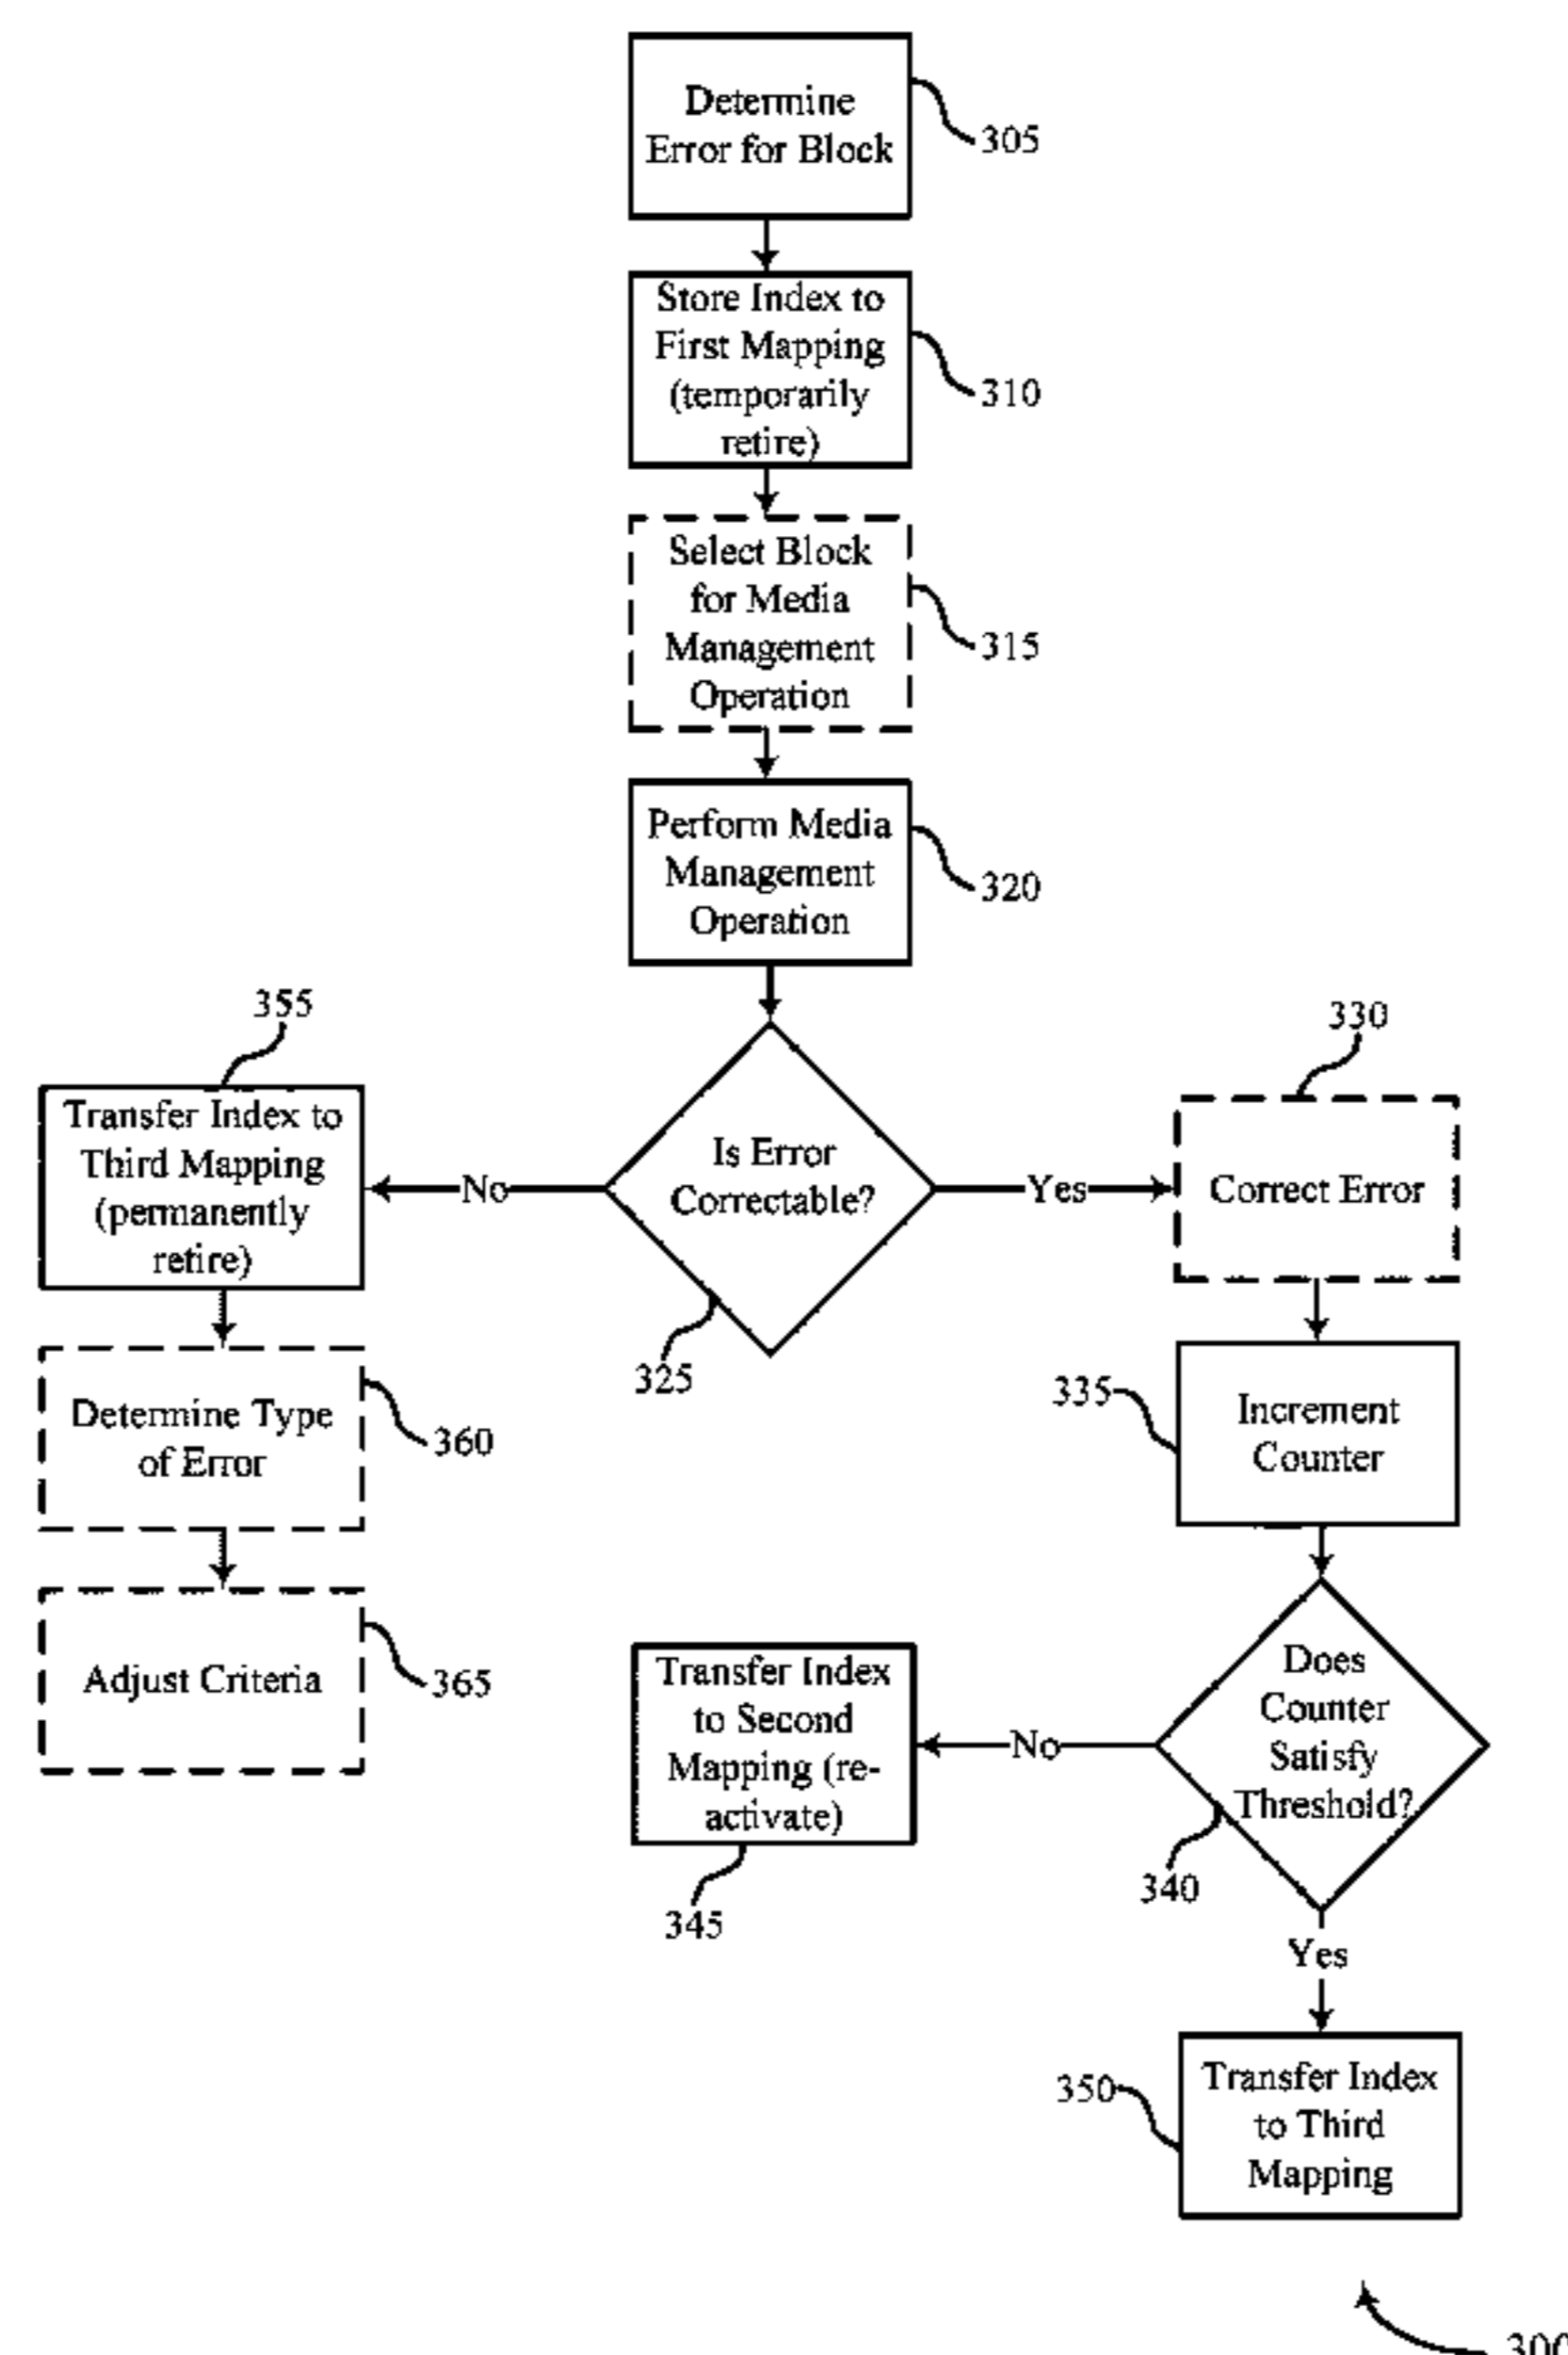 Determine
Error for Block
305
Store Index to
First Mapping
(temporarily
retire)
310
Select Block
for Media
Management
Operation
315
Perform Media
Management
Operation
320
355
Transfer Index to
Third Mapping
(permanently
retire)
No
Is Error
Correctable?
325
Yes
330
Correct Error
Determine Type
of Error
360
335
Increment
Counter
Adjust Criteria
365
Transfer Index
to Second
Mapping (re-
activate)
345
No
Does
Counter
Satisfy
Threshold?
340
Yes
350
Transfer Index
to Third
Mapping
300